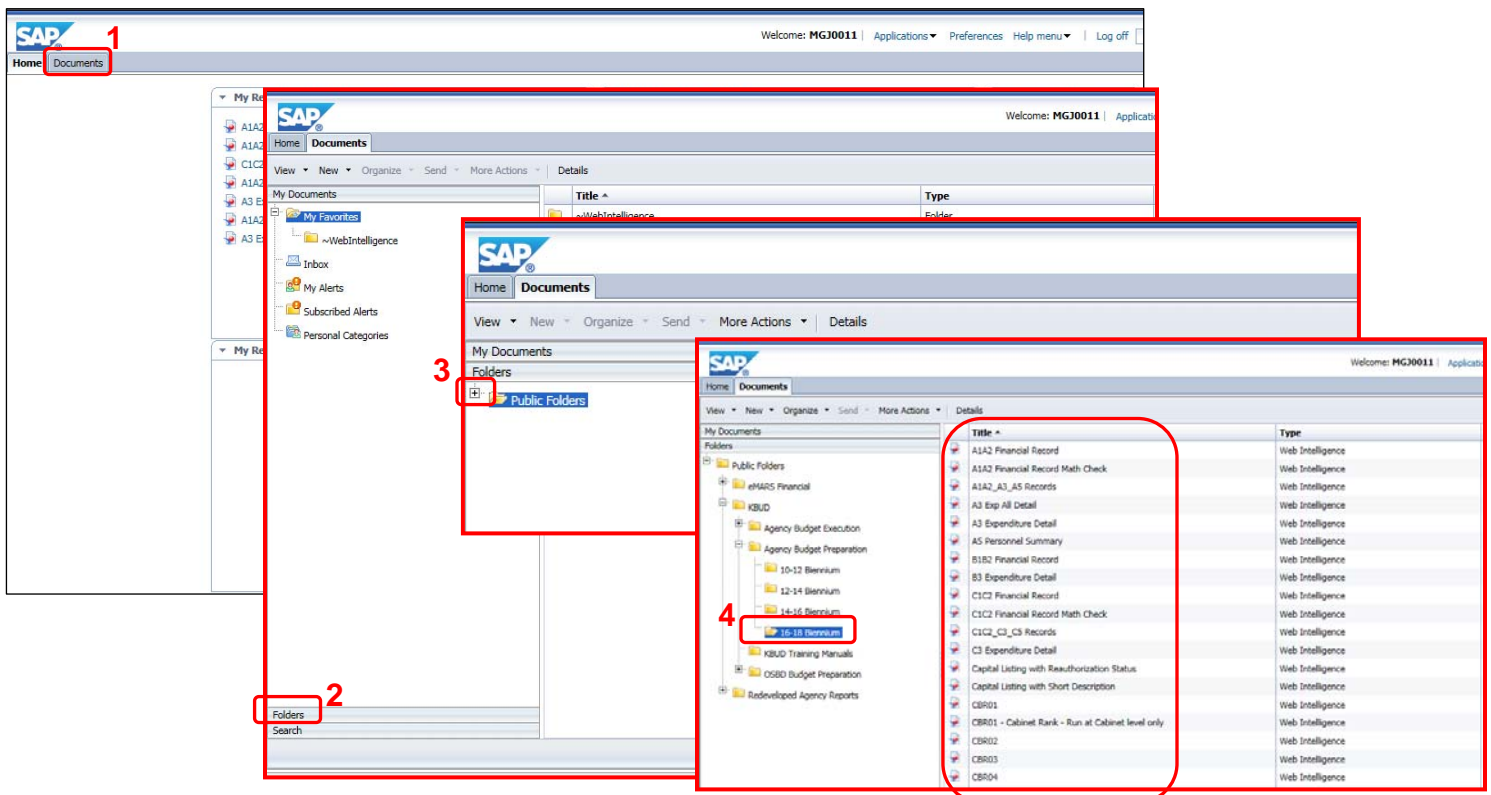 SAP
1
Welcome: MGJ0011 | Applications Preferences Help menu | Log off
Home Documents
My Re
A1A2
A1A2
C1C2
A1A2
A3 E
A1A2
A3 E
My Re
SAP ®
Welcome: MGJ0011 | Applicatio
Home Documents
View New Organize Send More Actions | Details
My Documents
Title Type
My Favorites
~WebIntelligence Folder
~WebIntelligence
Inbox
My Alerts
Subscribed Alerts
Personal Categories
2
Folders
Search
SAP ®
Home Documents
View New Organize Send More Actions | Details
My Documents
3
Folders
Public Folders
SAP ®
Welcome: MGJ0011 | Applicatio
Home Documents
View New Organize Send More Actions | Details
My Documents
Folders
Public Folders
eMARS Financial
KBUD
Agency Budget Execution
Agency Budget Preparation
10-12 Biennium
12-14 Biennium
14-16 Biennium
4
16-18 Biennium
KBUD Training Manuals
OSBD Budget Preparation
Redeveloped Agency Reports
Title Type
A1A2 Financial Record Web Intelligence
A1A2 Financial Record Math Check Web Intelligence
A1A2_A3_A5 Records Web Intelligence
A3 Exp All Detail Web Intelligence
A3 Expenditure Detail Web Intelligence
A5 Personnel Summary Web Intelligence
B1B2 Financial Record Web Intelligence
B3 Expenditure Detail Web Intelligence
C1C2 Financial Record Web Intelligence
C1C2 Financial Record Math Check Web Intelligence
C1C2_C3_C5 Records Web Intelligence
C3 Expenditure Detail Web Intelligence
Capital Listing with Reauthorization Status Web Intelligence
Capital Listing with Short Description Web Intelligence
CBR01 Web Intelligence
CBR01 - Cabinet Rank - Run at Cabinet level only Web Intelligence
CBR02 Web Intelligence
CBR03 Web Intelligence
CBR04 Web Intelligence